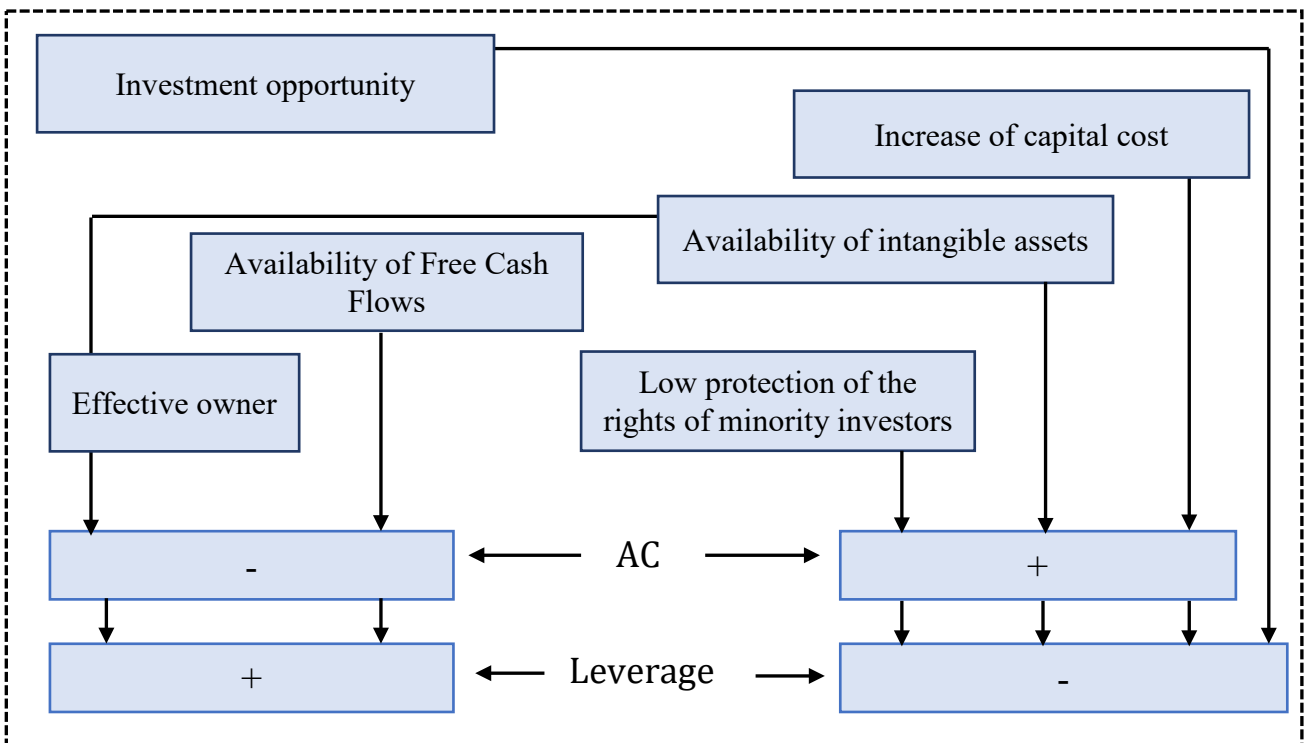 Investment opportunity
Increase of capital cost
Availability of intangible assets
Availability of Free Cash
Flows
Effective owner
Low protection of the
rights of minority investors
-
AC
+
+
Leverage
-